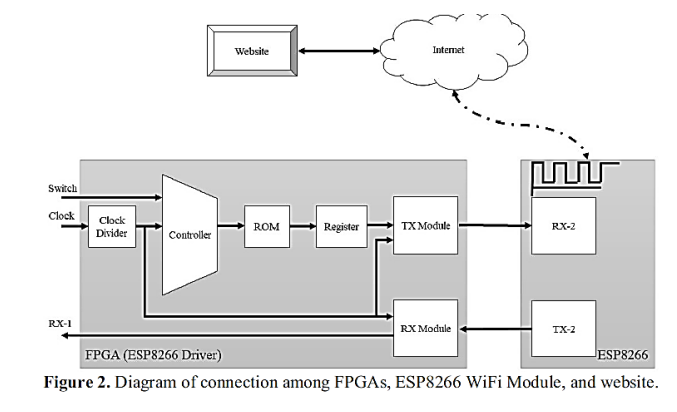 Website
Internet
Switch
Clock
Clock
Divider
Controller
ROM
Register
TX Module
RX-2
RX-1
RX Module
TX-2
FPGA (ESP8266 Driver)
ESP8266
Figure 2. Diagram of connection among FPGAs, ESP8266 WiFi Module, and website.